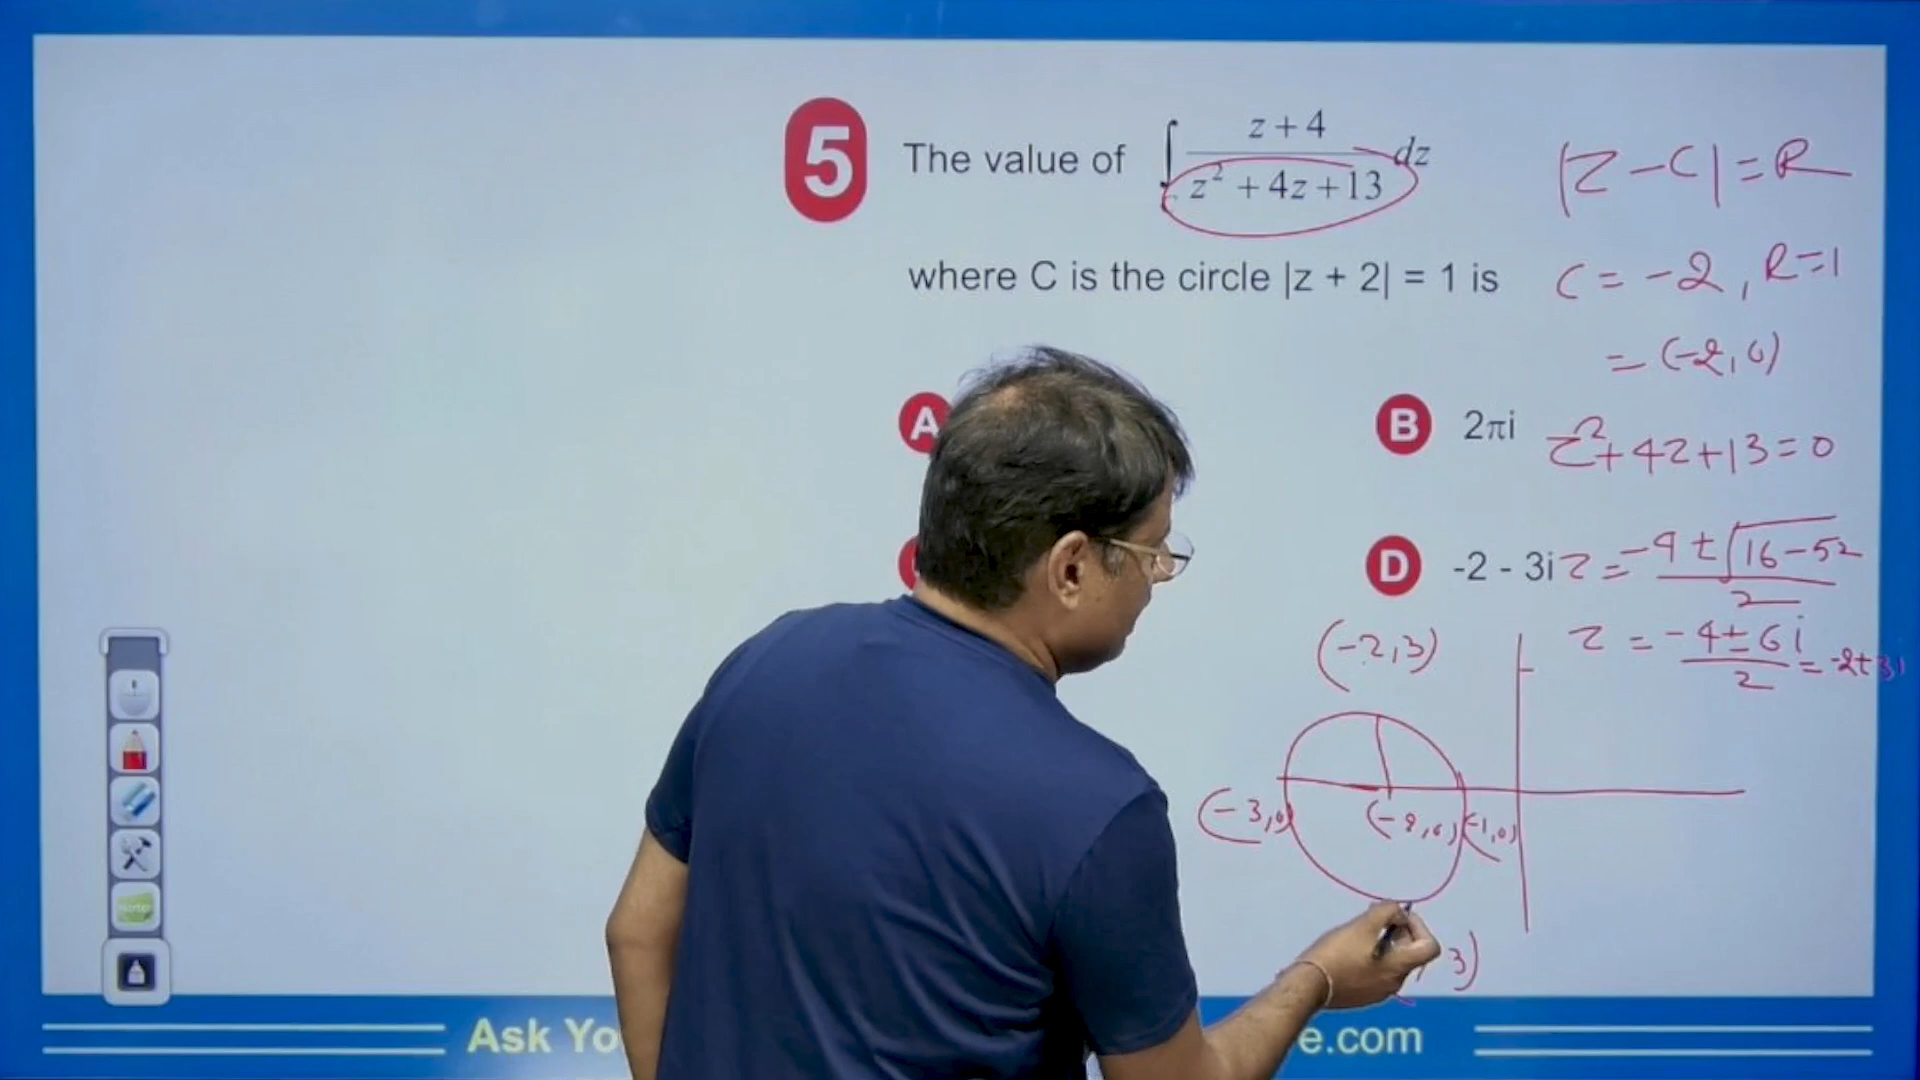 5
The value of ∫ z + 4 / z² + 4z + 13 dz
where C is the circle |z + 2| = 1 is
A
B 2πi
D -2 - 3i
|z - C| = R
C = -2, R = 1
= (-2, 0)
z² + 4z + 13 = 0
z = -4 ± √16 - 52 / 2
z = -4 ± 6i / 2 = -2 ± 3i
(-2, 3)
(-3, 0) (-2, 0) (-1, 0)
3)
Note
Ask Yo
e.com